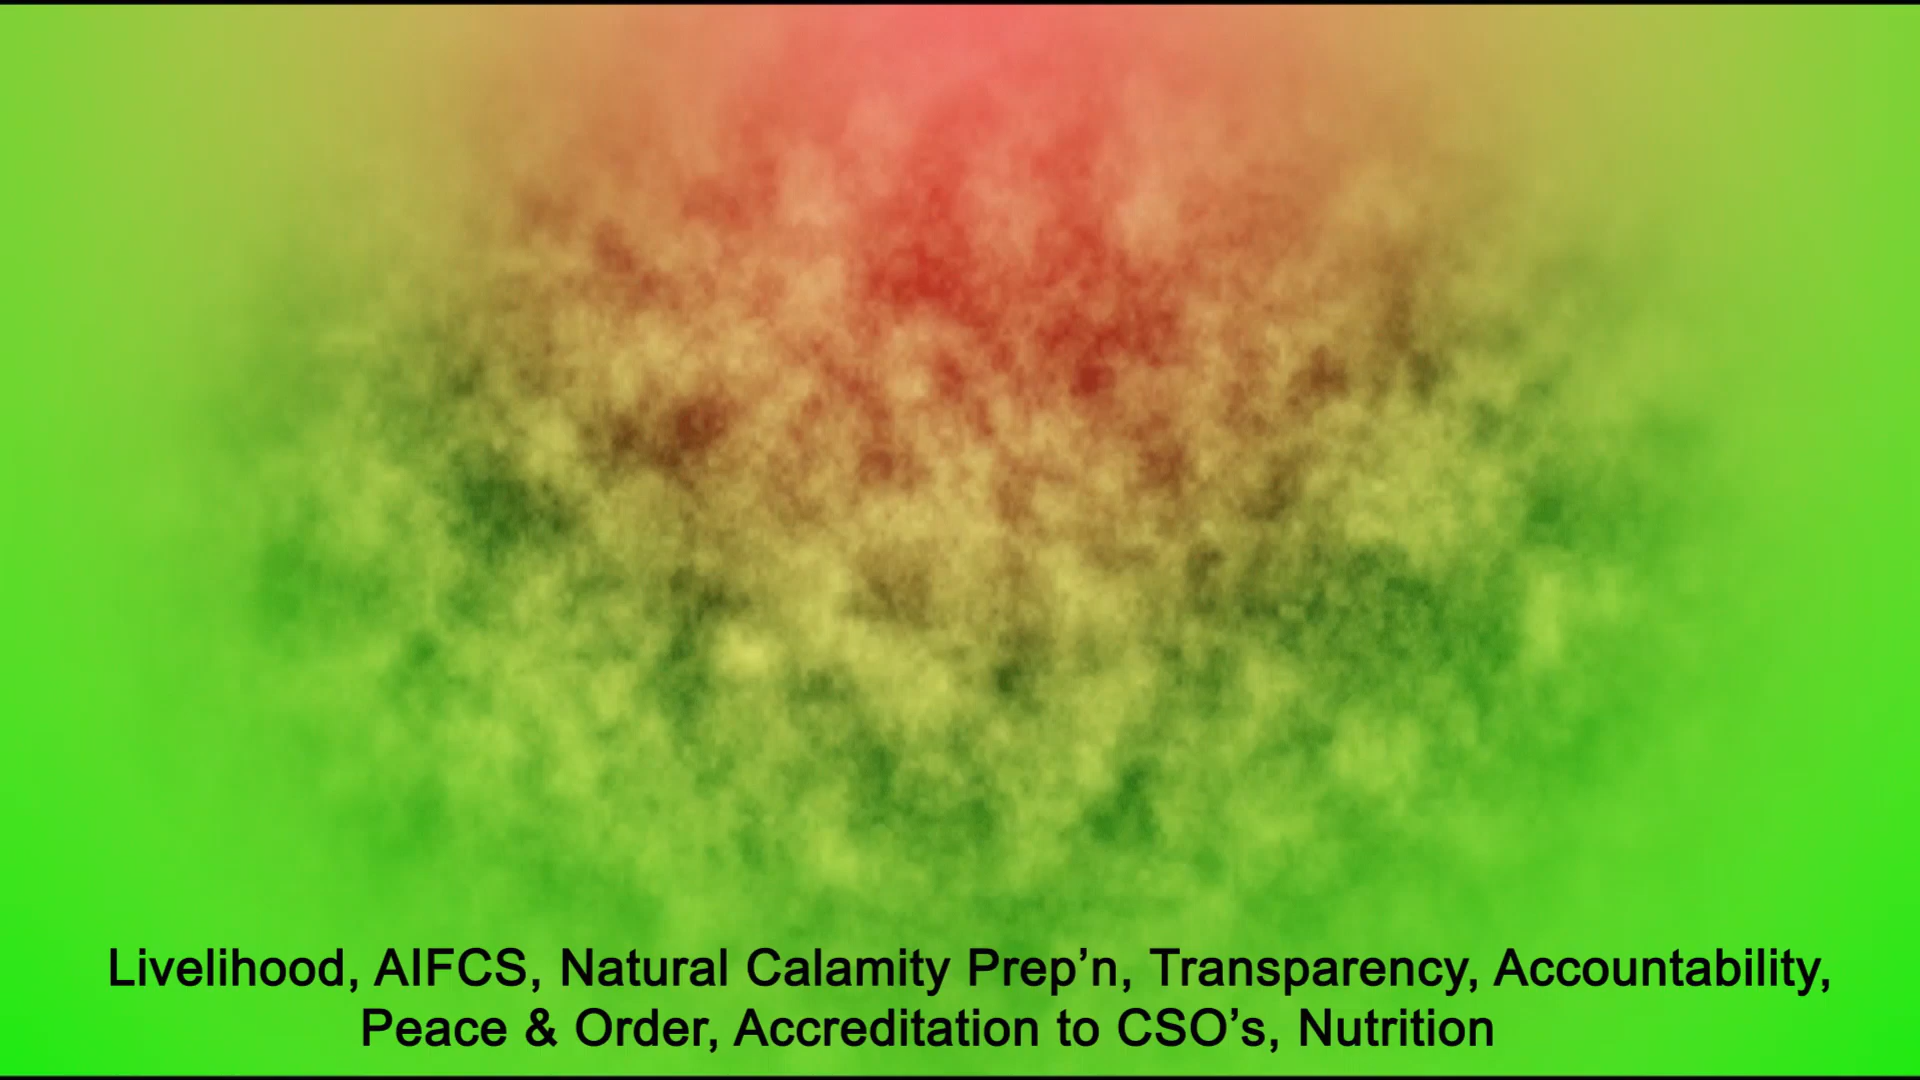 Livelihood, AIFCS, Natural Calamity Prep’n, Transparency, Accountability,
Peace & Order, Accreditation to CSO’s, Nutrition